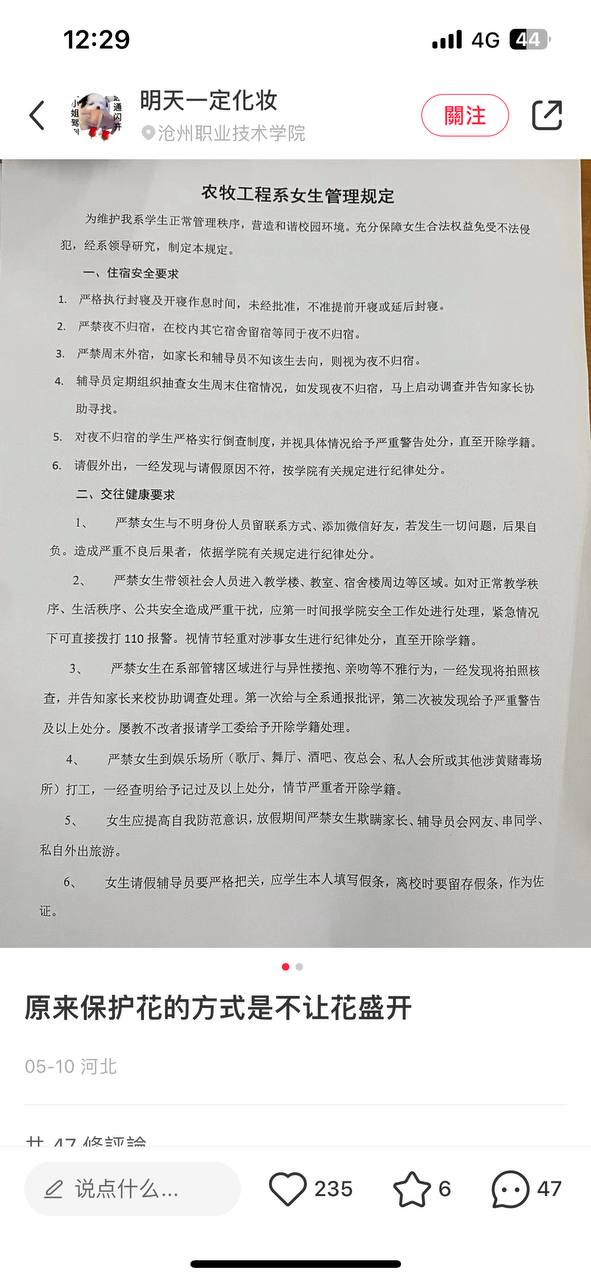 12:29
4G 44
明天一定化妆
沧州职业技术学院
關注
农牧工程系女生管理规定
为维护我系学生正常管理秩序，营造和谐校园环境。充分保障女生合法权益免受不法侵
犯，经系领导研究，制定本规定。
一、住宿安全要求
1. 严格执行封寝及开寝作息时间，未经批准，不准提前开寝或延后封寝。
2. 严禁夜不归宿，在校内其它宿舍留宿等同于夜不归宿。
3. 严禁周末外宿，如家长和辅导员不知该生去向，则视为夜不归宿。
4. 辅导员定期组织抽查女生周末住宿情况，如发现夜不归宿，马上启动调查并告知家长协
助寻找。
5. 对夜不归宿的学生严格实行倒查制度，并视具体情况给予严重警告处分，直至开除学籍。
6. 请假外出，一经发现与请假原因不符，按学院有关规定进行纪律处分。
二、交往健康要求
1、 严禁女生与不明身份人员留联系方式、添加微信好友，若发生一切问题，后果自
负。造成严重不良后果者，依据学院有关规定进行纪律处分。
2、 严禁女生带领社会人员进入教学楼、教室、宿舍楼周边等区域。如对正常教学秩
序、生活秩序、公共安全造成严重干扰，应第一时间报学院安全工作处进行处理，紧急情况
下可直接拨打 110 报警。视情节轻重对涉事女生进行纪律处分，直至开除学籍。
3、 严禁女生在系部管辖区域进行与异性搂抱、亲吻等不雅行为，一经发现将拍照核
查，并告知家长来校协助调查处理。第一次给与全系通报批评，第二次被发现给予严重警告
及以上处分。屡教不改者报请学工委给予开除学籍处理。
4、 严禁女生到娱乐场所（歌厅、舞厅、酒吧、夜总会、私人会所或其他涉黄赌毒场
所）打工，一经查明给予记过及以上处分，情节严重者开除学籍。
5、 女生应提高自我防范意识，放假期间严禁女生欺瞒家长、辅导员会网友、串同学、
私自外出旅游。
6、 女生请假辅导员要严格把关，应学生本人填写假条，离校时要留存假条，作为佐
证。
原来保护花的方式是不让花盛开
05-10 河北
共 47 條評論
说点什么...
235
6
47